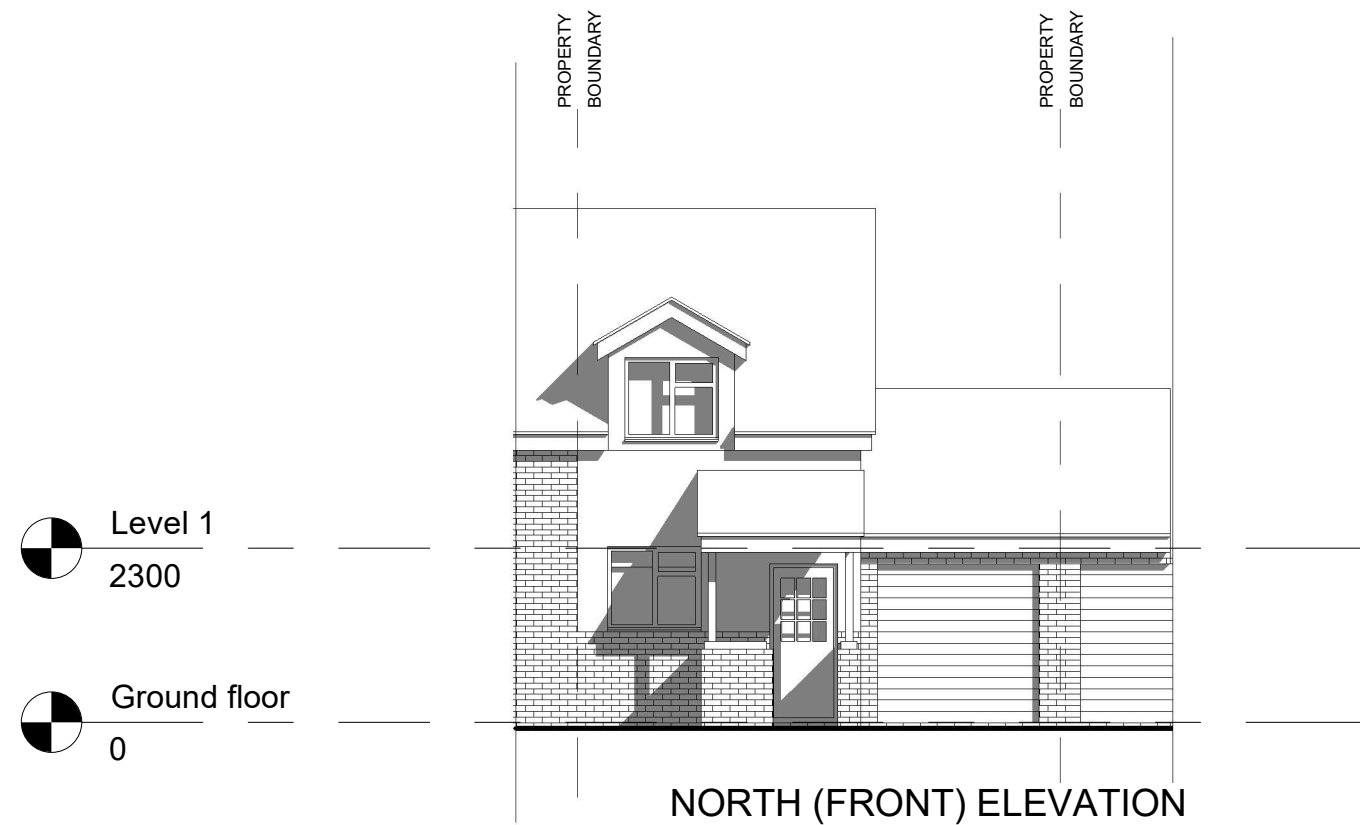 PROPERTY
BOUNDARY
PROPERTY
BOUNDARY
Level 1
2300
Ground floor
0
NORTH (FRONT) ELEVATION